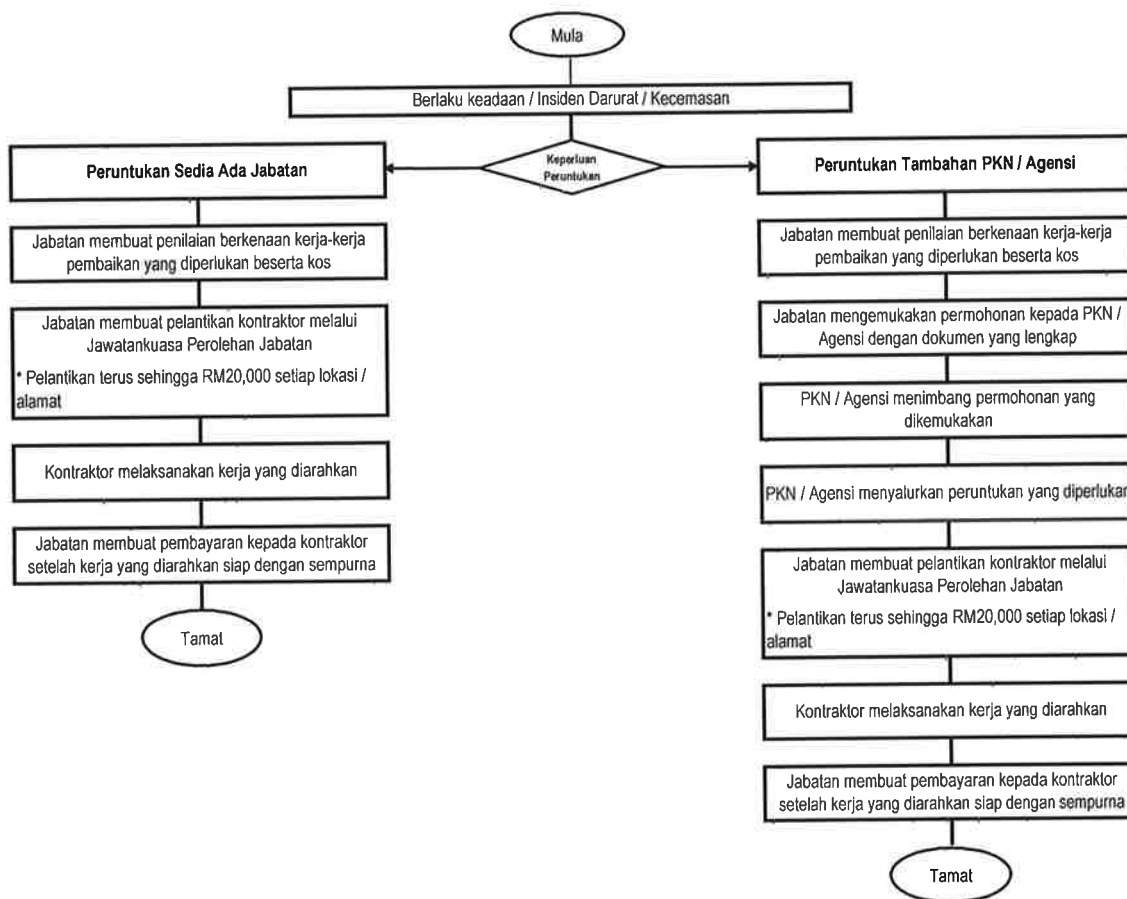 Mula
Berlaku keadaan / Insiden Darurat / Kecemasan
Keperluan
Peruntukan
Peruntukan Sedia Ada Jabatan
Jabatan membuat penilaian berkenaan kerja-kerja
pembaikan yang diperlukan beserta kos
Jabatan membuat pelantikan kontraktor melalui
Jawatankuasa Perolehan Jabatan
* Pelantikan terus sehingga RM20,000 setiap lokasi /
alamat
Kontraktor melaksanakan kerja yang diarahkan
Jabatan membuat pembayaran kepada kontraktor
setelah kerja yang diarahkan siap dengan sempurna
Tamat
Peruntukan Tambahan PKN / Agensi
Jabatan membuat penilaian berkenaan kerja-kerja
pembaikan yang diperlukan beserta kos
Jabatan mengemukakan permohonan kepada PKN /
Agensi dengan dokumen yang lengkap
PKN / Agensi menimbang permohonan yang
dikemukakan
PKN / Agensi menyalurkan peruntukan yang diperlukan
Jabatan membuat pelantikan kontraktor melalui
Jawatankuasa Perolehan Jabatan
* Pelantikan terus sehingga RM20,000 setiap lokasi /
alamat
Kontraktor melaksanakan kerja yang diarahkan
Jabatan membuat pembayaran kepada kontraktor
setelah kerja yang diarahkan siap dengan sempurna
Tamat